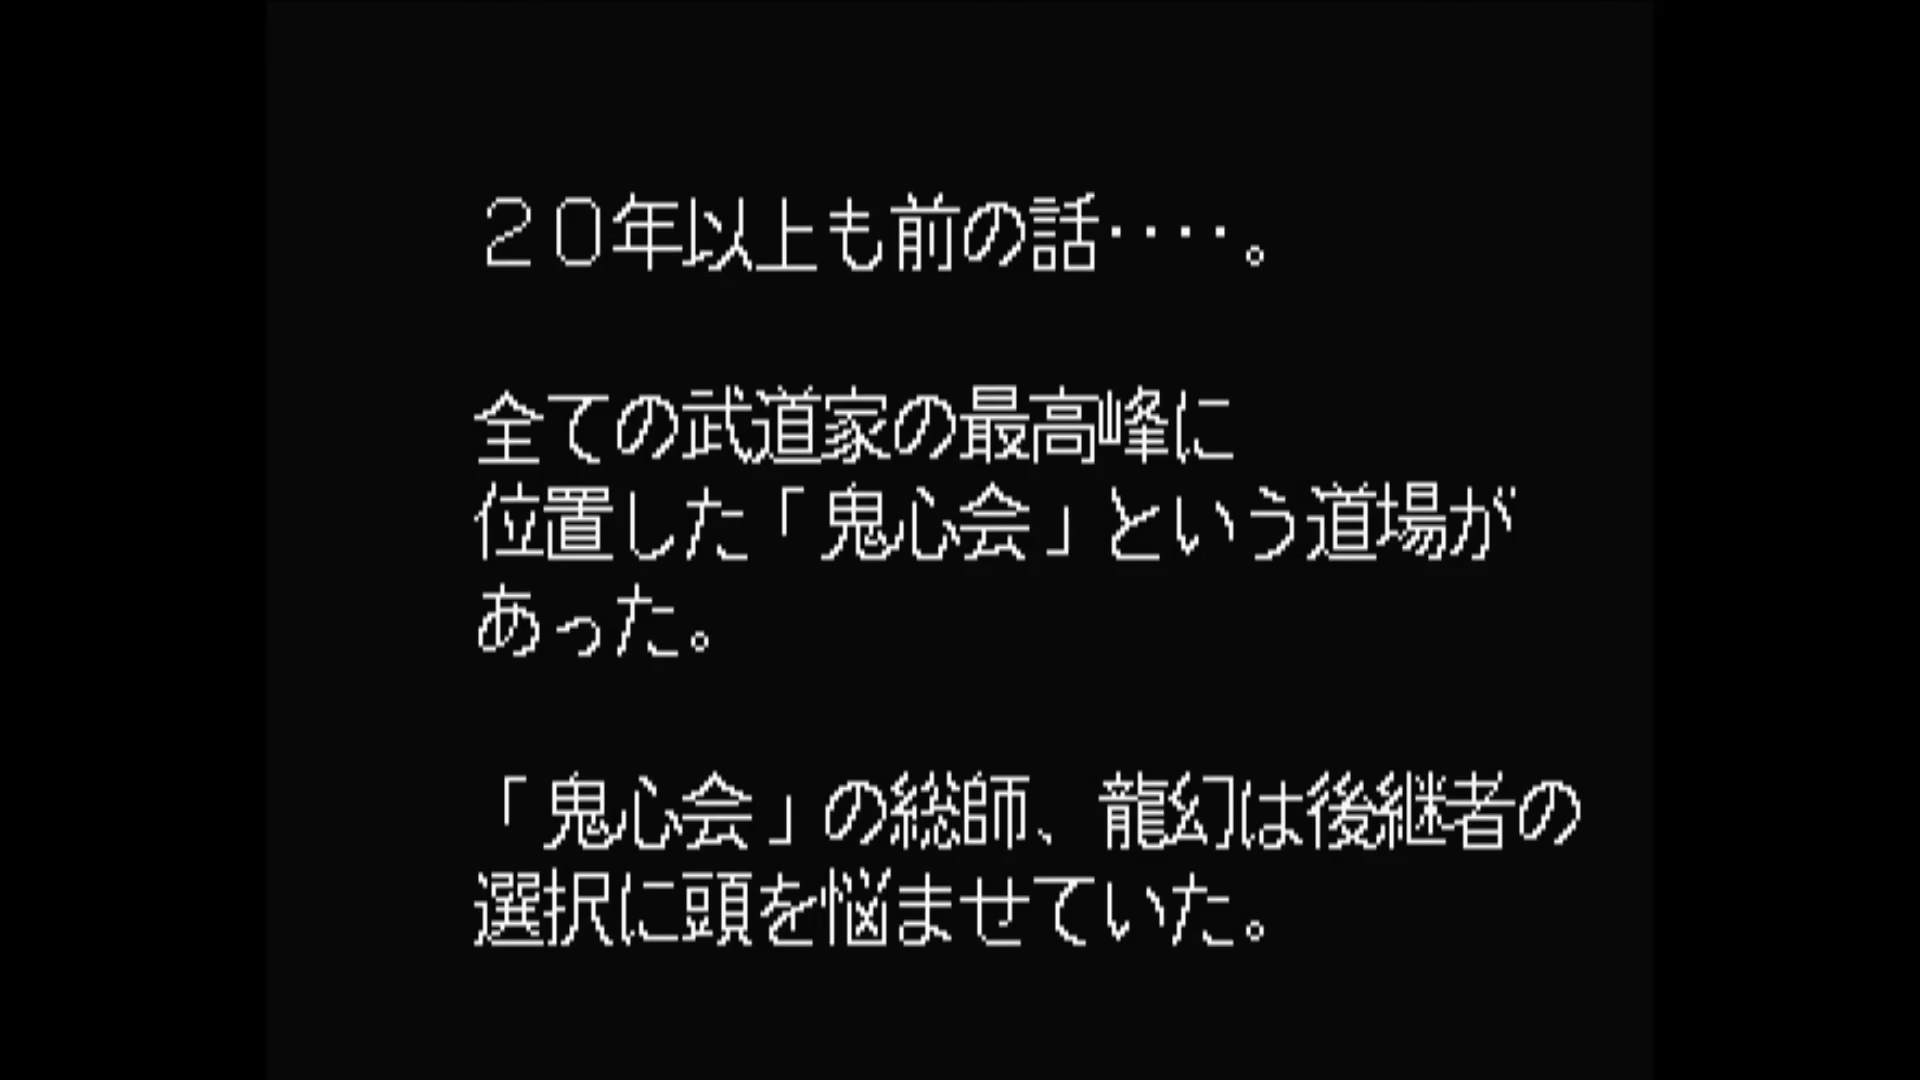 ２０年以上も前の話‥‥。
全ての武道家の最高峰に
位置した「鬼心会」という道場が
あった。
「鬼心会」の総師、龍幻は後継者の
選択に頭を悩ませていた。